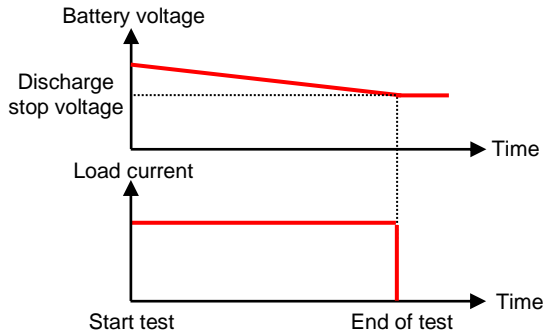 Battery voltage
Discharge
stop voltage
Time
Load current
Time
Start test
End of test